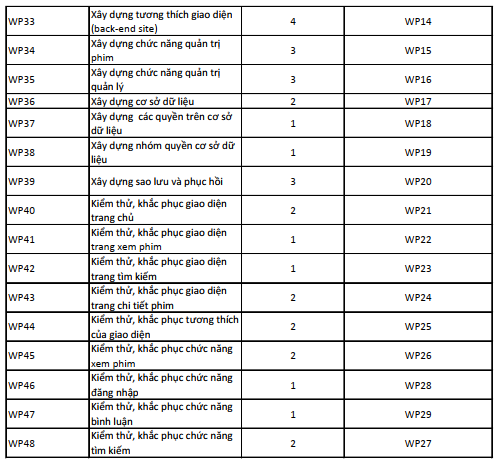 WP33 Xây dựng tương thích giao diện (back-end site) 4 WP14
WP34 Xây dựng chức năng quản trị phim 3 WP15
WP35 Xây dựng chức năng quản trị quản lý 3 WP16
WP36 Xây dựng cơ sở dữ liệu 2 WP17
WP37 Xây dựng các quyền trên cơ sở dữ liệu 1 WP18
WP38 Xây dựng nhóm quyền cơ sở dữ liệu 1 WP19
WP39 Xây dựng sao lưu và phục hồi 3 WP20
WP40 Kiểm thử, khắc phục giao diện trang chủ 2 WP21
WP41 Kiểm thử, khắc phục giao diện trang xem phim 1 WP22
WP42 Kiểm thử, khắc phục giao diện trang tìm kiếm 1 WP23
WP43 Kiểm thử, khắc phục giao diện trang chi tiết phim 2 WP24
WP44 Kiểm thử, khắc phục tương thích của giao diện 2 WP25
WP45 Kiểm thử, khắc phục chức năng xem phim 2 WP26
WP46 Kiểm thử, khắc phục chức năng đăng nhập 1 WP28
WP47 Kiểm thử, khắc phục chức năng bình luận 1 WP29
WP48 Kiểm thử, khắc phục chức năng tìm kiếm 2 WP27